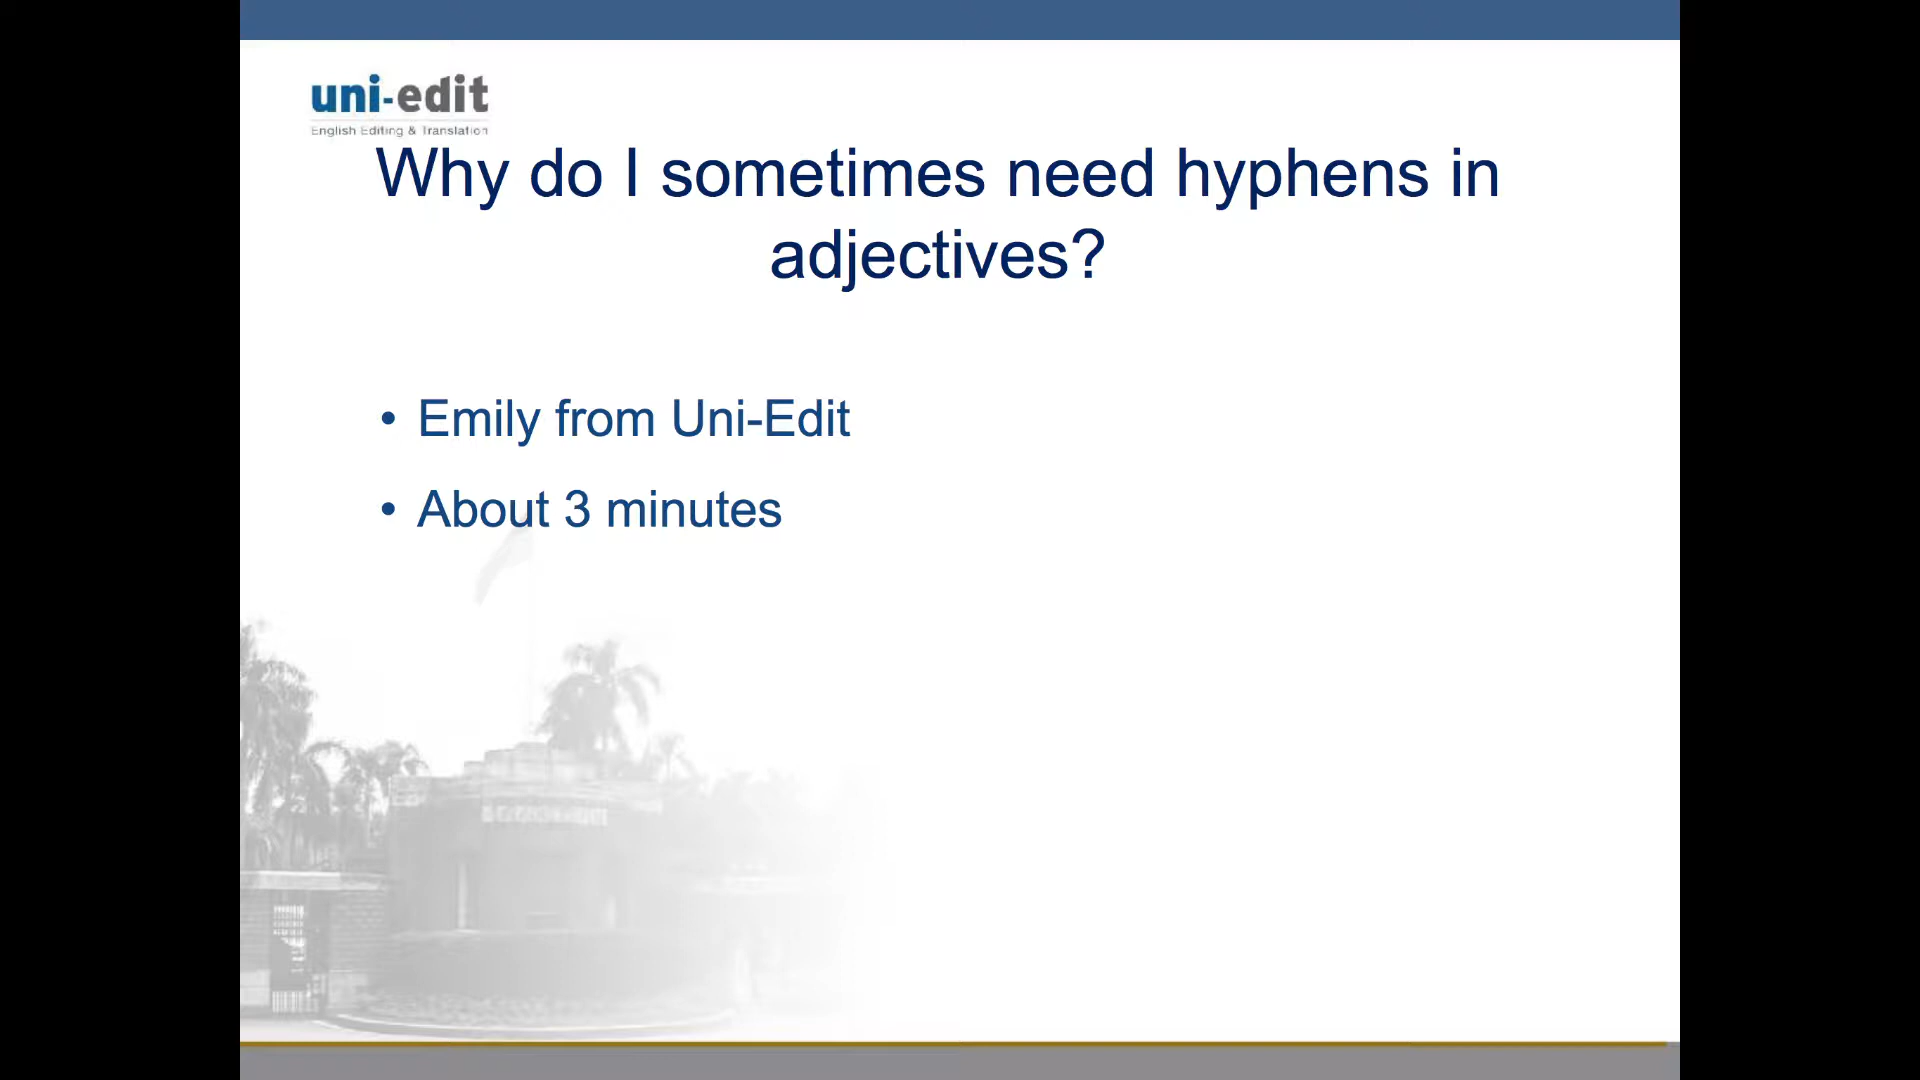 uni-edit
English Editing & Translation
Why do I sometimes need hyphens in
adjectives?
• Emily from Uni-Edit
• About 3 minutes